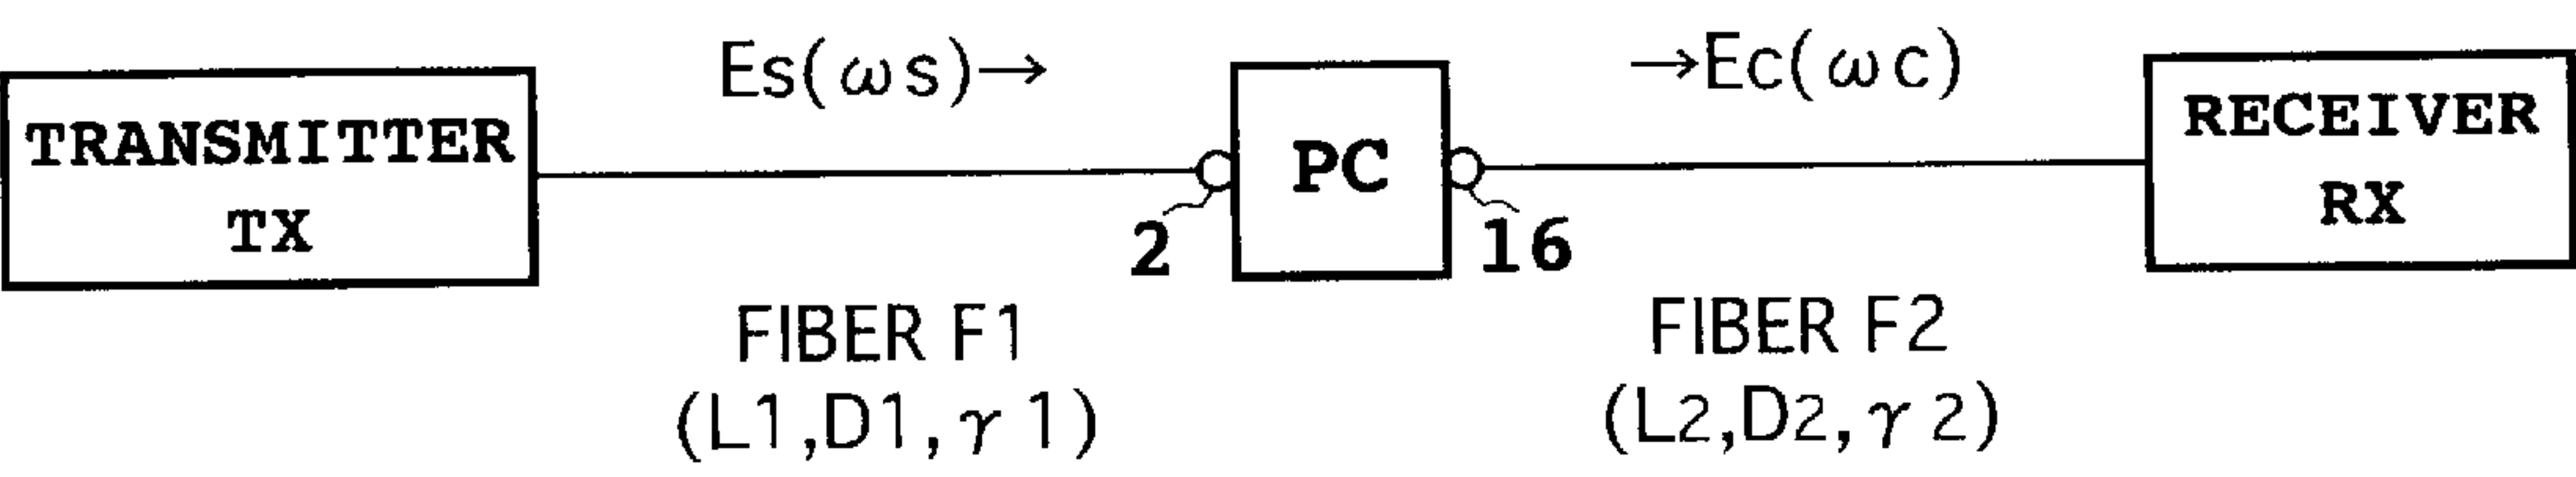 Es(ωs)→
→Ec(ωc)
TRANSMITTER
TX
PC
RECEIVER
RX
2
16
FIBER F1
(L1,D1,γ1)
FIBER F2
(L2,D2,γ2)